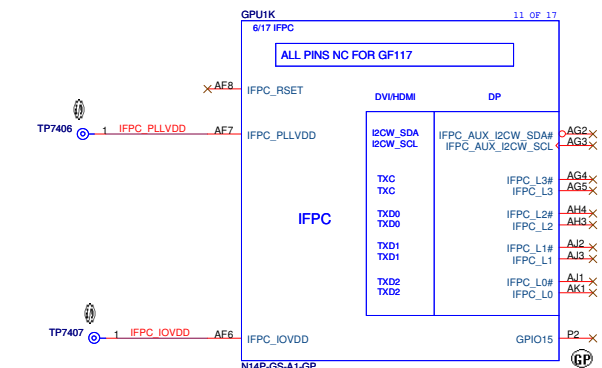 GPU1K
11 OF 17
6/17 IFPC
ALL PINS NC FOR GF117
AF8 IFPC_RSET
DVI/HDMI DP
TP7406 1 IFPC_PLLVDD AF7 IFPC_PLLVDD
I2CW_SDA IFPC_AUX_I2CW_SDA# AG2
I2CW_SCL IFPC_AUX_I2CW_SCL AG3
TXC IFPC_L3# AG4
TXC IFPC_L3 AG5
IFPC
TXD0 IFPC_L2# AH4
TXD0 IFPC_L2 AH3
TXD1 IFPC_L1# AJ2
TXD1 IFPC_L1 AJ3
TXD2 IFPC_L0# AJ1
TXD2 IFPC_L0 AK1
TP7407 1 IFPC_IOVDD AF6 IFPC_IOVDD
GPIO15 P2
GP
N14P-GS-A1-GP